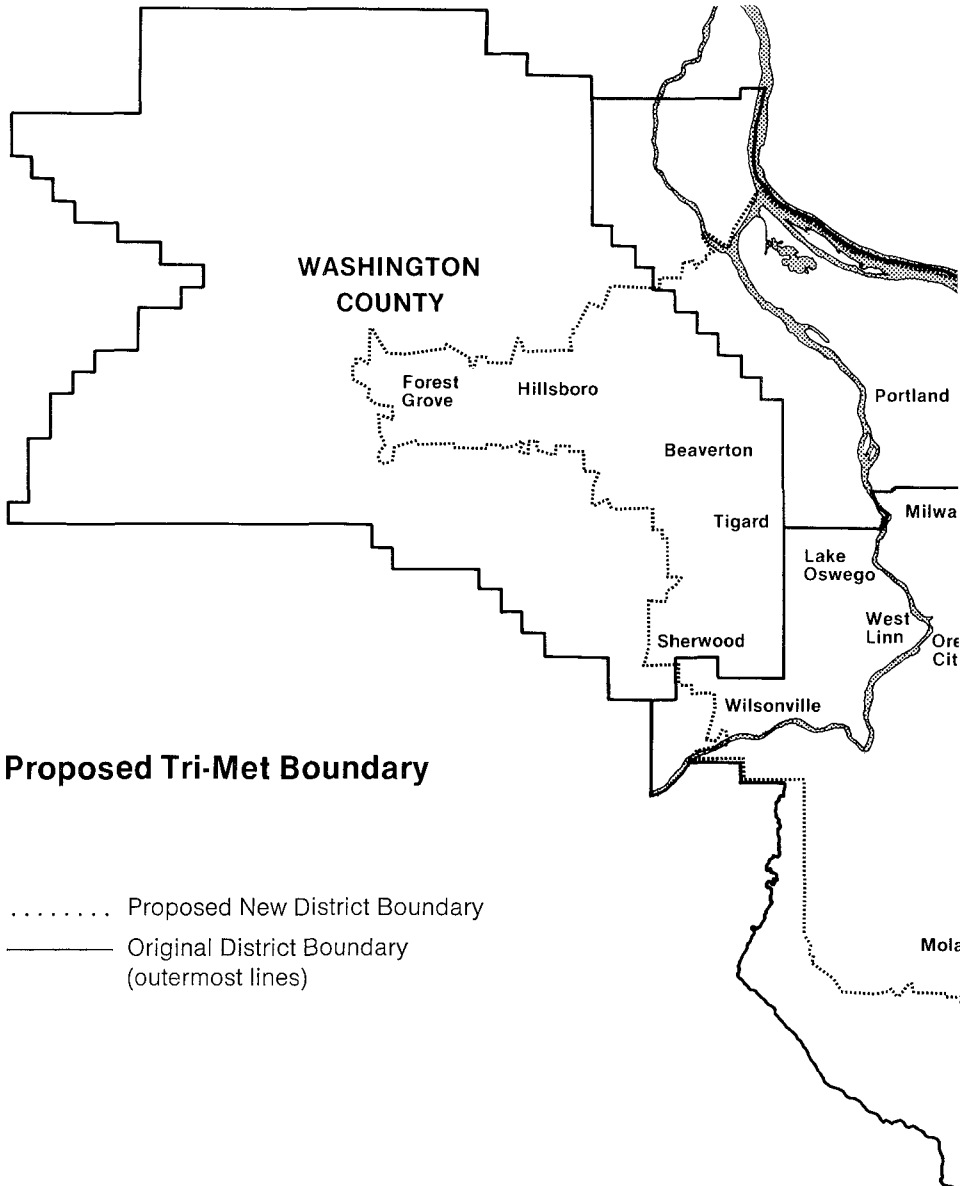 WASHINGTON
COUNTY
Forest
Grove
Hillsboro
Portland
Beaverton
Tigard
Milwa
Lake
Oswego
West
Linn
Ore
Cit
Sherwood
Wilsonville
Proposed Tri-Met Boundary
........ Proposed New District Boundary
Original District Boundary
(outermost lines)
Mola